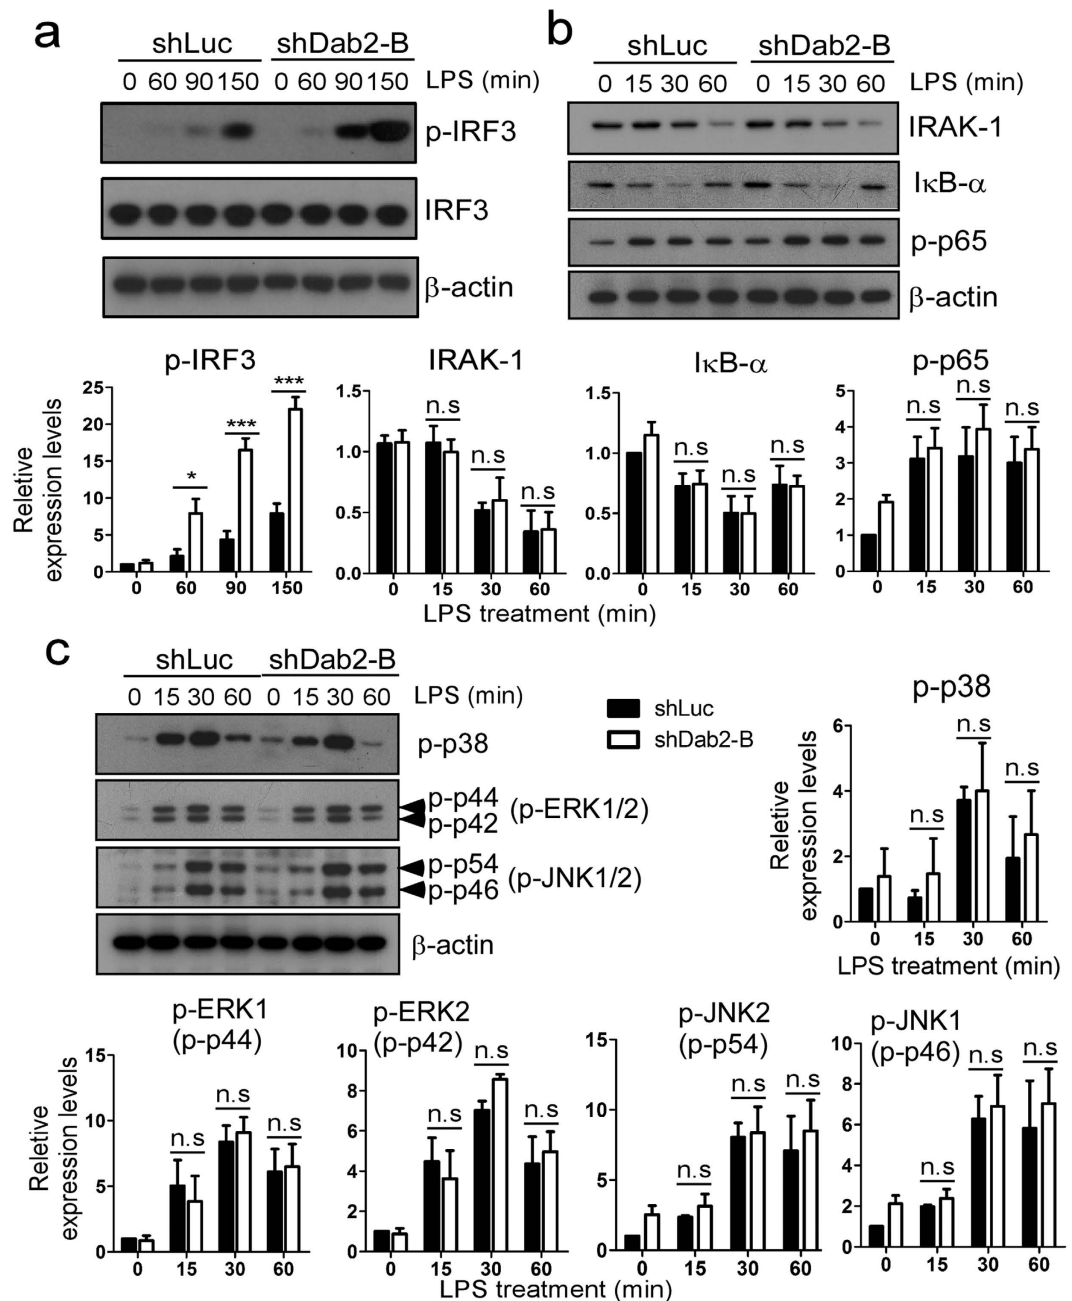 a
shLuc shDab2-B
0 60 90 150 0 60 90 150 LPS (min)
p-IRF3
IRF3
β-actin
b
shLuc shDab2-B
0 15 30 60 0 15 30 60 LPS (min)
IRAK-1
IκB-α
p-p65
β-actin
p-IRF3
Reletive expression levels
25
20
15
10
5
0
* *** ***
0 60 90 150
IRAK-1
1.5
1.0
0.5
0.0
n.s n.s n.s
0 15 30 60
IκB-α
1.5
1.0
0.5
0.0
n.s n.s n.s
0 15 30 60
p-p65
5
4
3
2
1
0
n.s n.s n.s
0 15 30 60
LPS treatment (min)
c
shLuc shDab2-B
0 15 30 60 0 15 30 60 LPS (min)
p-p38
p-p44
p-p42
(p-ERK1/2)
p-p54
p-p46
(p-JNK1/2)
β-actin
shLuc
shDab2-B
p-p38
Reletive
expression levels
6
4
2
0
n.s n.s n.s
0 15 30 60
LPS treatment (min)
p-ERK1
(p-p44)
Reletive
expression levels
15
10
5
0
n.s n.s n.s
0 15 30 60
p-ERK2
(p-p42)
10
8
6
4
2
0
n.s n.s n.s
0 15 30 60
p-JNK2
(p-p54)
15
10
5
0
n.s n.s n.s
0 15 30 60
p-JNK1
(p-p46)
10
8
6
4
2
0
n.s n.s n.s
0 15 30 60
LPS treatment (min)